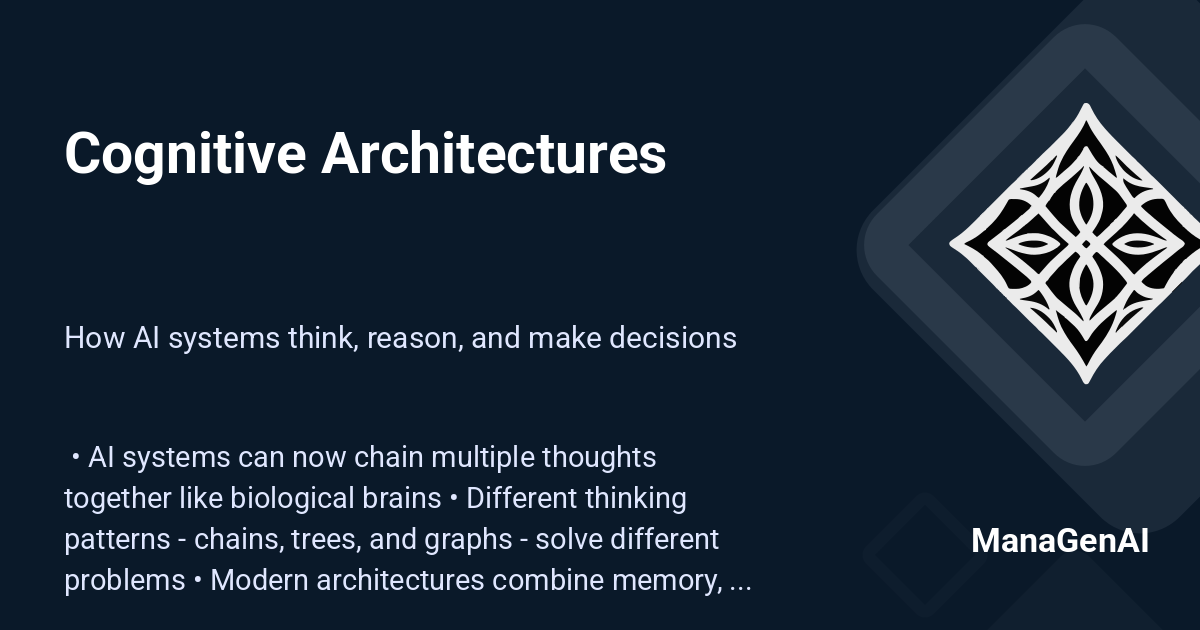 Cognitive Architectures
How AI systems think, reason, and make decisions
• AI systems can now chain multiple thoughts
together like biological brains • Different thinking
patterns - chains, trees, and graphs - solve different
problems • Modern architectures combine memory, ...
ManaGenAI